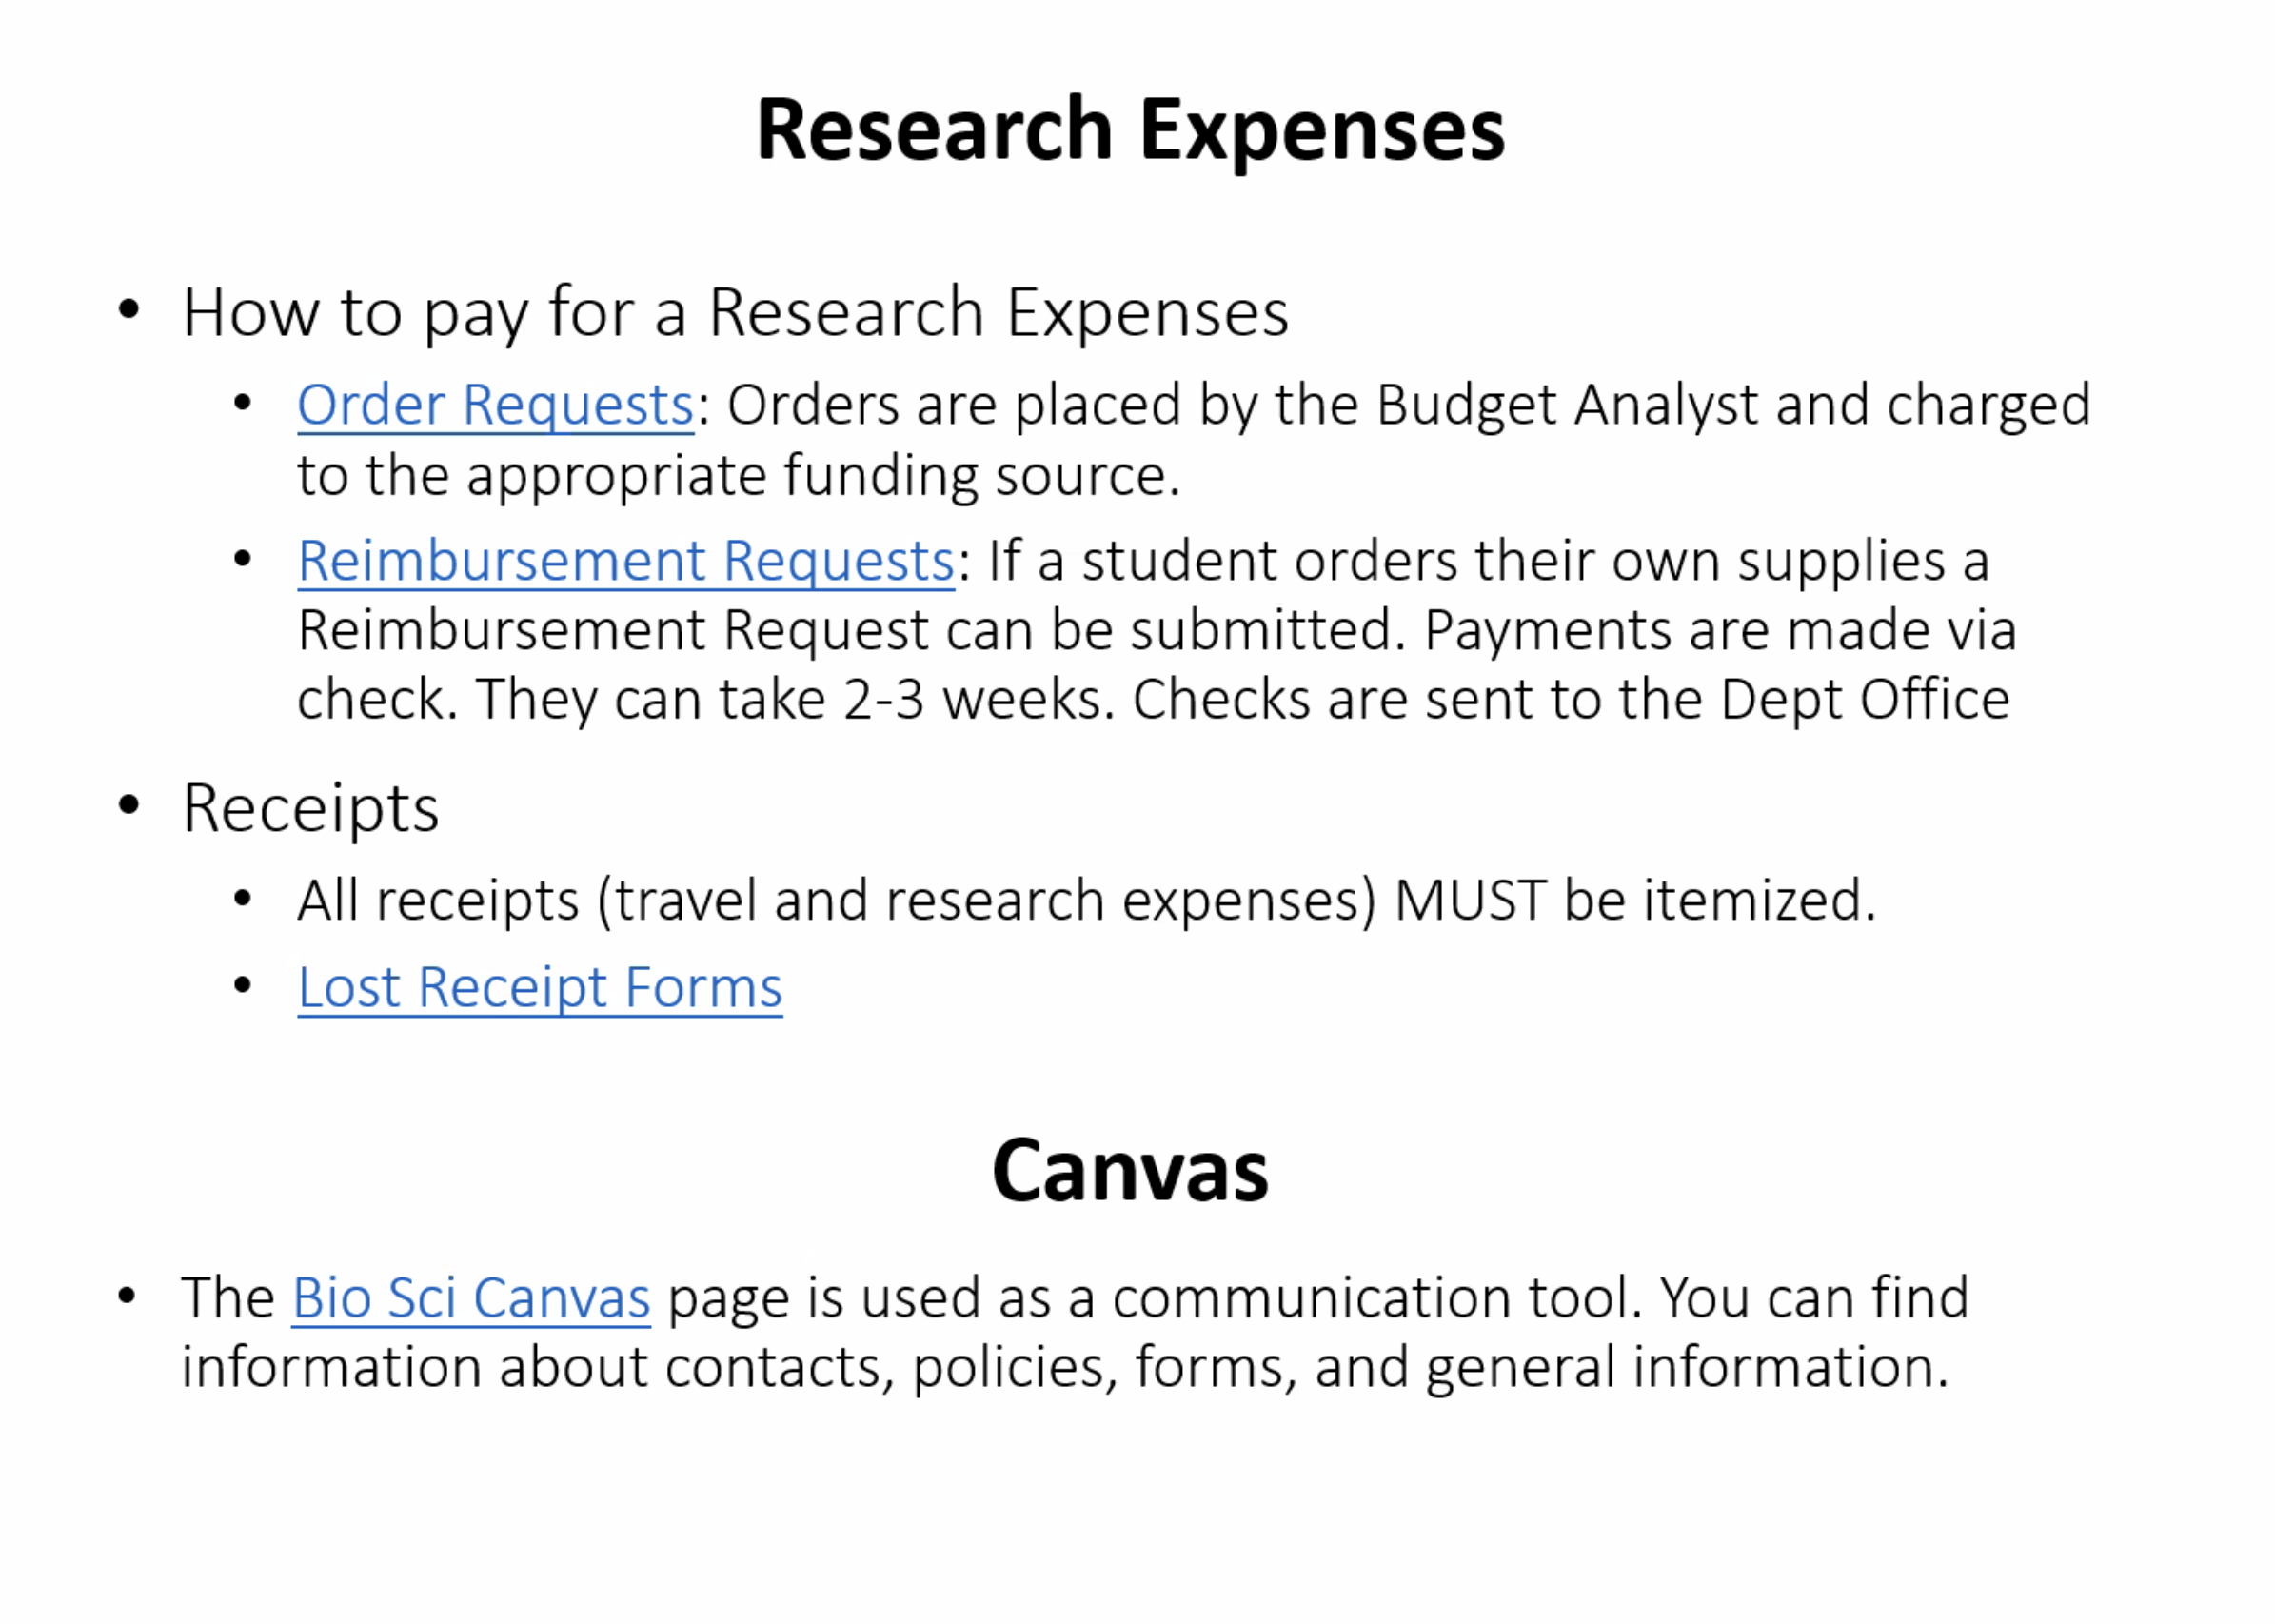 Research Expenses
• How to pay for a Research Expenses
• Order Requests: Orders are placed by the Budget Analyst and charged
to the appropriate funding source.
• Reimbursement Requests: If a student orders their own supplies a
Reimbursement Request can be submitted. Payments are made via
check. They can take 2-3 weeks. Checks are sent to the Dept Office
• Receipts
• All receipts (travel and research expenses) MUST be itemized.
• Lost Receipt Forms
Canvas
• The Bio Sci Canvas page is used as a communication tool. You can find
information about contacts, policies, forms, and general information.